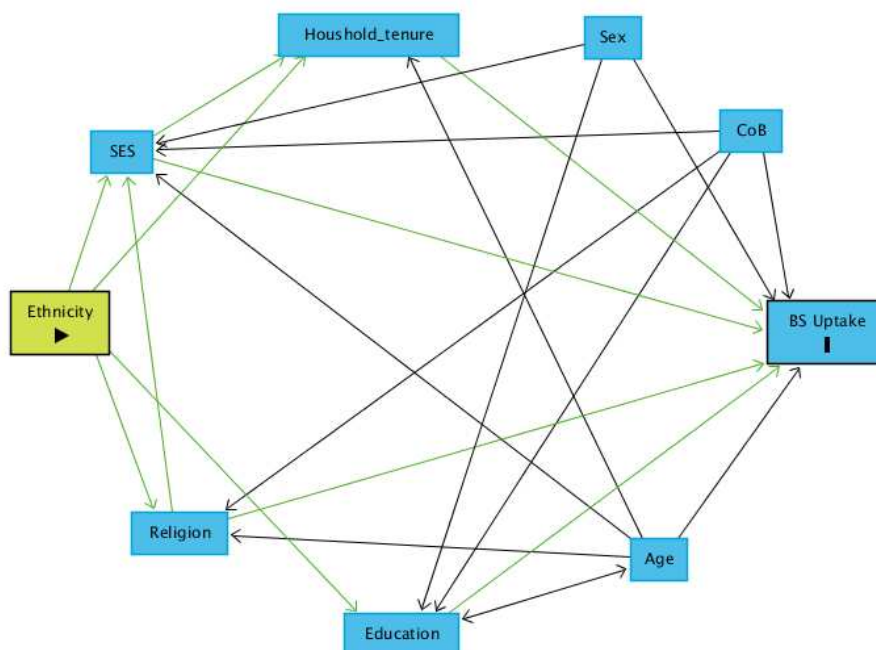 Houshold_tenure
Sex
CoB
SES
Ethnicity
BS Uptake
Religion
Age
Education